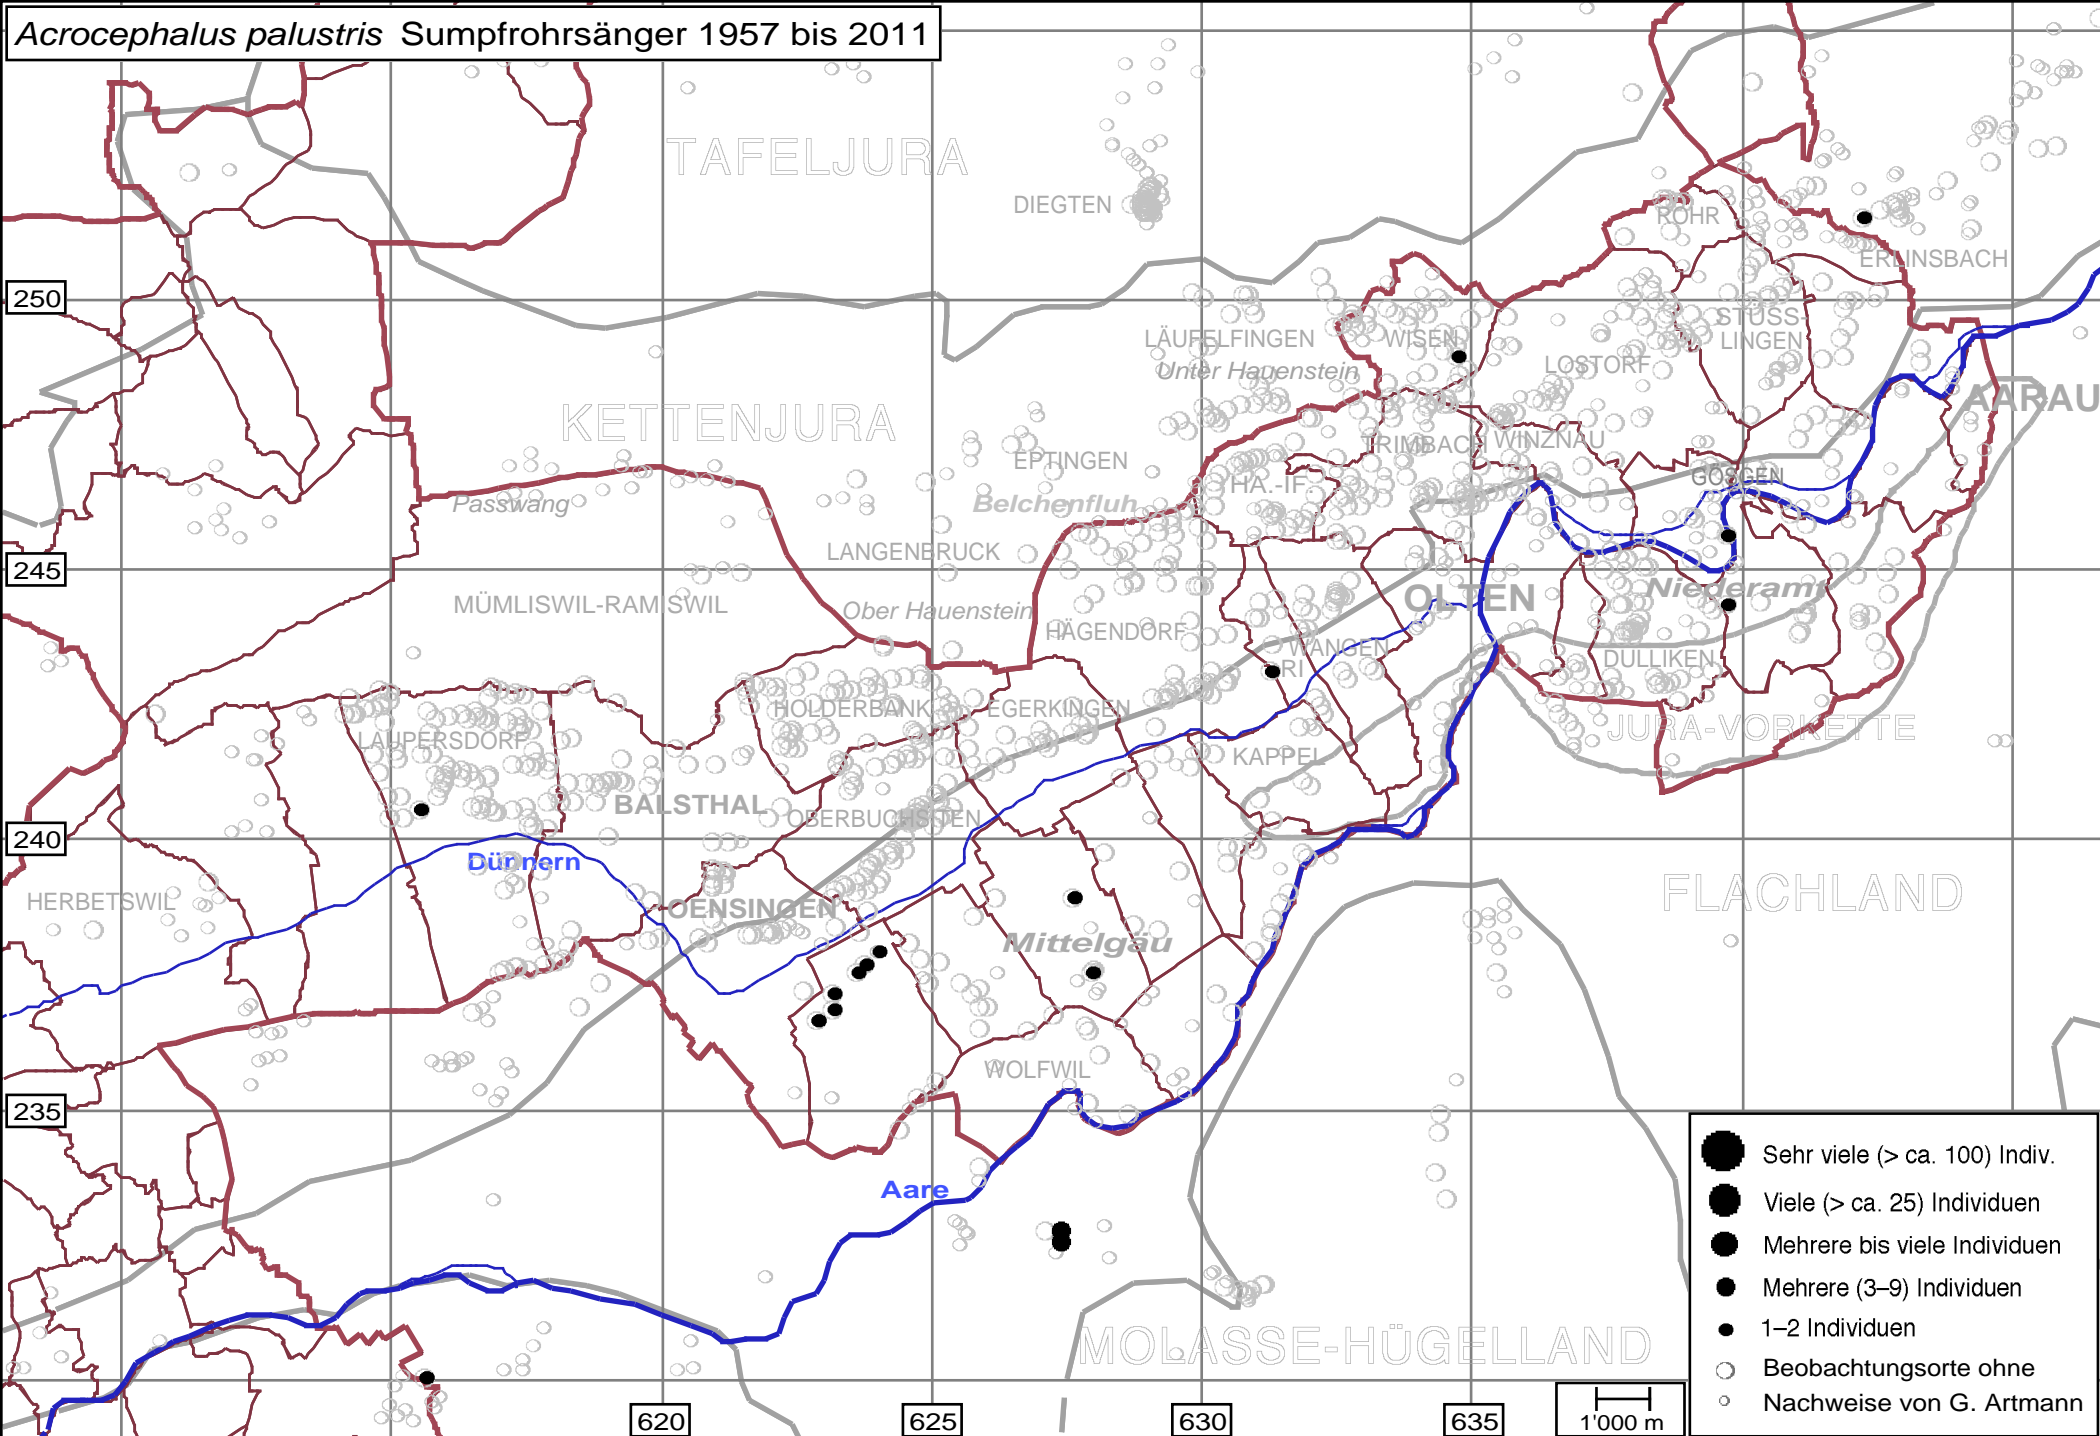 Acrocephalus palustris Sumpfrohrsänger 1957 bis 2011
TAFELJURA
DIEGTEN
ROHR
ERLINSBACH
250
STÜSS-
LINGEN
LÄUFELFINGEN
WISEN
Unter Hauenstein
LOSTORF
AARAU
KETTENJURA
TRIMBACH
WINZNAU
EPTINGEN
GÖSGEN
HA.-IF.
Passwang
Belchenfluh
LANGENBRUCK
245
MÜMLISWIL-RAMISWIL
Ober Hauenstein
OLTEN
Niederamt
HÄGENDORF
WANGEN
RI
DULLIKEN
HOLDERBANK
EGERKINGEN
JURA-VORKETTE
LAUPERSDORF
KAPPEL
BALSTHAL
OBERBUCHSITEN
240
Dünnern
HERBETSWIL
OENSINGEN
FLACHLAND
Mittelgäu
WOLFWIL
235
Aare
MOLASSE-HÜGELLAND
620
625
630
635
1'000 m
Sehr viele (> ca. 100) Indiv.
Viele (> ca. 25) Individuen
Mehrere bis viele Individuen
Mehrere (3–9) Individuen
1–2 Individuen
Beobachtungsorte ohne
Nachweise von G. Artmann